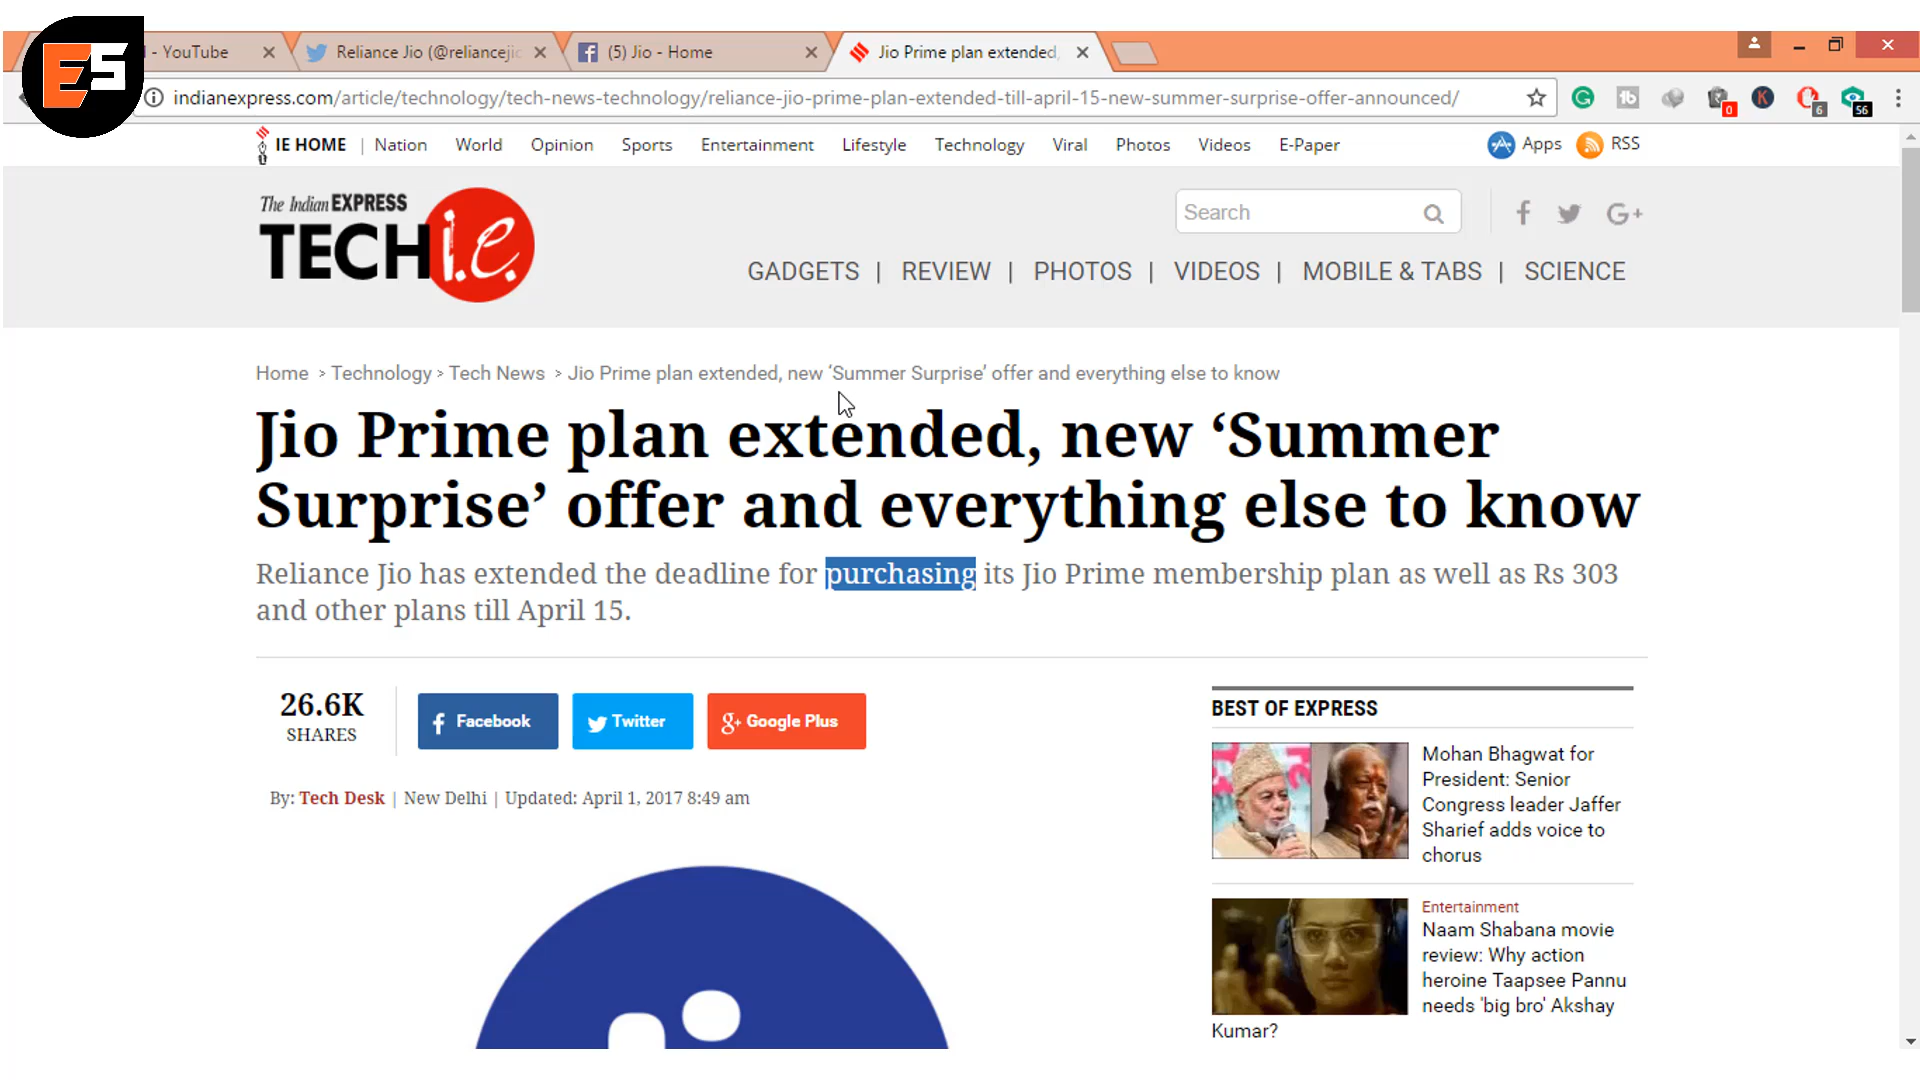 ES
- YouTube
Reliance Jio (@reliancejio
(5) Jio - Home
Jio Prime plan extended,
indianexpress.com/article/technology/tech-news-technology/reliance-jio-prime-plan-extended-till-april-15-new-summer-surprise-offer-announced/
0
6
56
IE HOME | Nation World Opinion Sports Entertainment Lifestyle Technology Viral Photos Videos E-Paper
Apps RSS
The Indian EXPRESS
TECH i.e.
Search
GADGETS | REVIEW | PHOTOS | VIDEOS | MOBILE & TABS | SCIENCE
Home > Technology > Tech News > Jio Prime plan extended, new ‘Summer Surprise’ offer and everything else to know
Jio Prime plan extended, new ‘Summer
Surprise’ offer and everything else to know
Reliance Jio has extended the deadline for purchasing its Jio Prime membership plan as well as Rs 303
and other plans till April 15.
26.6K
SHARES
Facebook
Twitter
Google Plus
By: Tech Desk | New Delhi | Updated: April 1, 2017 8:49 am
BEST OF EXPRESS
Mohan Bhagwat for
President: Senior
Congress leader Jaffer
Sharief adds voice to
chorus
Entertainment
Naam Shabana movie
review: Why action
heroine Taapsee Pannu
needs 'big bro' Akshay
Kumar?